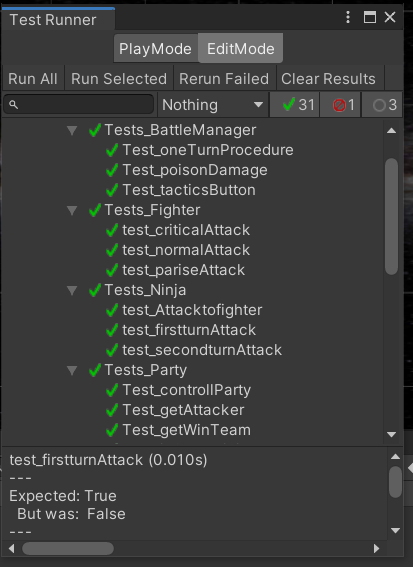 Test Runner
PlayMode EditMode
Run All Run Selected Rerun Failed Clear Results
Nothing 31 1 3
Tests_BattleManager
Test_oneTurnProcedure
Test_poisonDamage
Test_tacticsButton
Tests_Fighter
test_criticalAttack
test_normalAttack
test_pariseAttack
Tests_Ninja
test_Attacktofighter
test_firstturnAttack
test_secondturnAttack
Tests_Party
Test_controllParty
Test_getAttacker
Test_getWinTeam
test_firstturnAttack (0.010s)
---
Expected: True
But was: False
---